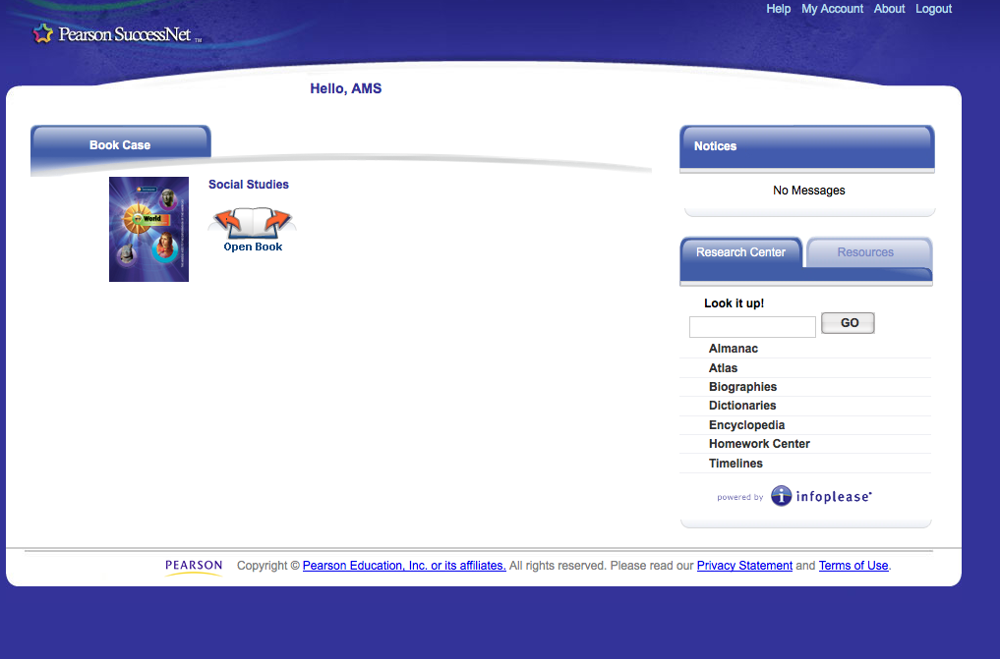 Help My Account About Logout
Pearson SuccessNet TM
Hello, AMS
Book Case
Social Studies
World
Open Book
Notices
No Messages
Research Center Resources
Look it up!
GO
Almanac
Atlas
Biographies
Dictionaries
Encyclopedia
Homework Center
Timelines
powered by infoplease
PEARSON Copyright © Pearson Education, Inc. or its affiliates. All rights reserved. Please read our Privacy Statement and Terms of Use.